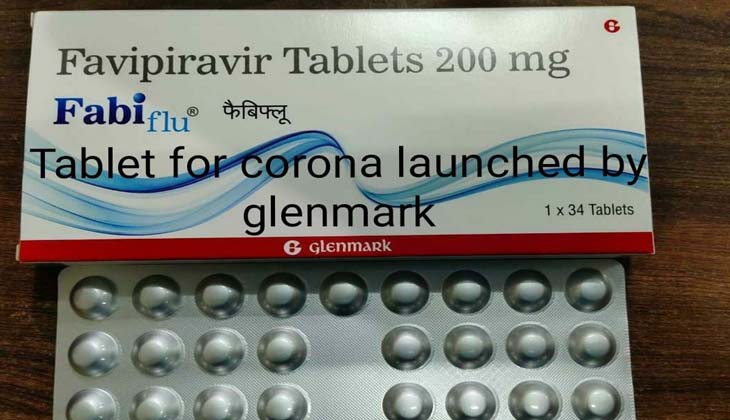 Favipiravir Tablets 200 mg
Fabiflu® फैबिफ्लू
Tablet for corona launched by
glenmark
1 x 34 Tablets
glenmark